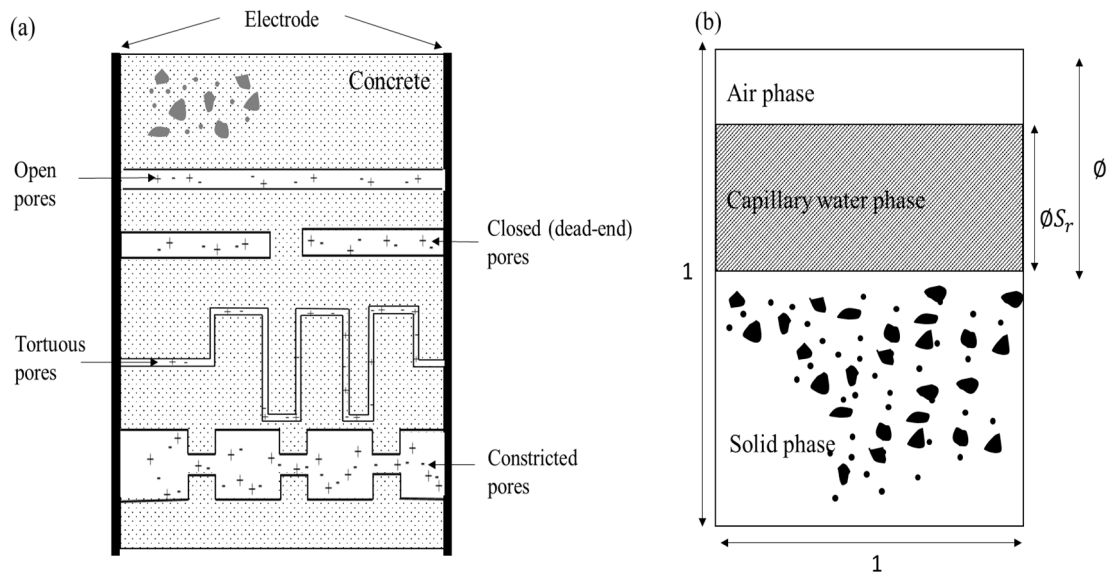 (a)
Electrode
Concrete
Open
pores
Closed (dead-end)
pores
Tortuous
pores
Constricted
pores
(b)
Air phase
Capillary water phase
Solid phase
1
1
Ø
ØSᵣ